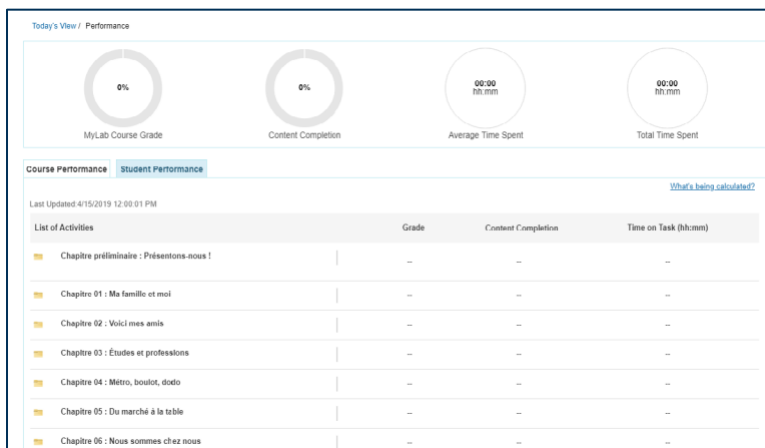 Today's View / Performance
0%
0%
00:00
hh:mm
00:00
hh:mm
MyLab Course Grade
Content Completion
Average Time Spent
Total Time Spent
Course Performance
Student Performance
What's being calculated?
Last Updated:4/15/2019 12:00:01 PM
List of Activities Grade Content Completion Time on Task (hh:mm)
Chapitre préliminaire : Présentons-nous ! -- -- --
Chapitre 01 : Ma famille et moi -- -- --
Chapitre 02 : Voici mes amis -- -- --
Chapitre 03 : Études et professions -- -- --
Chapitre 04 : Métro, boulot, dodo -- -- --
Chapitre 05 : Du marché à la table -- -- --
Chapitre 06 : Nous sommes chez nous -- -- --